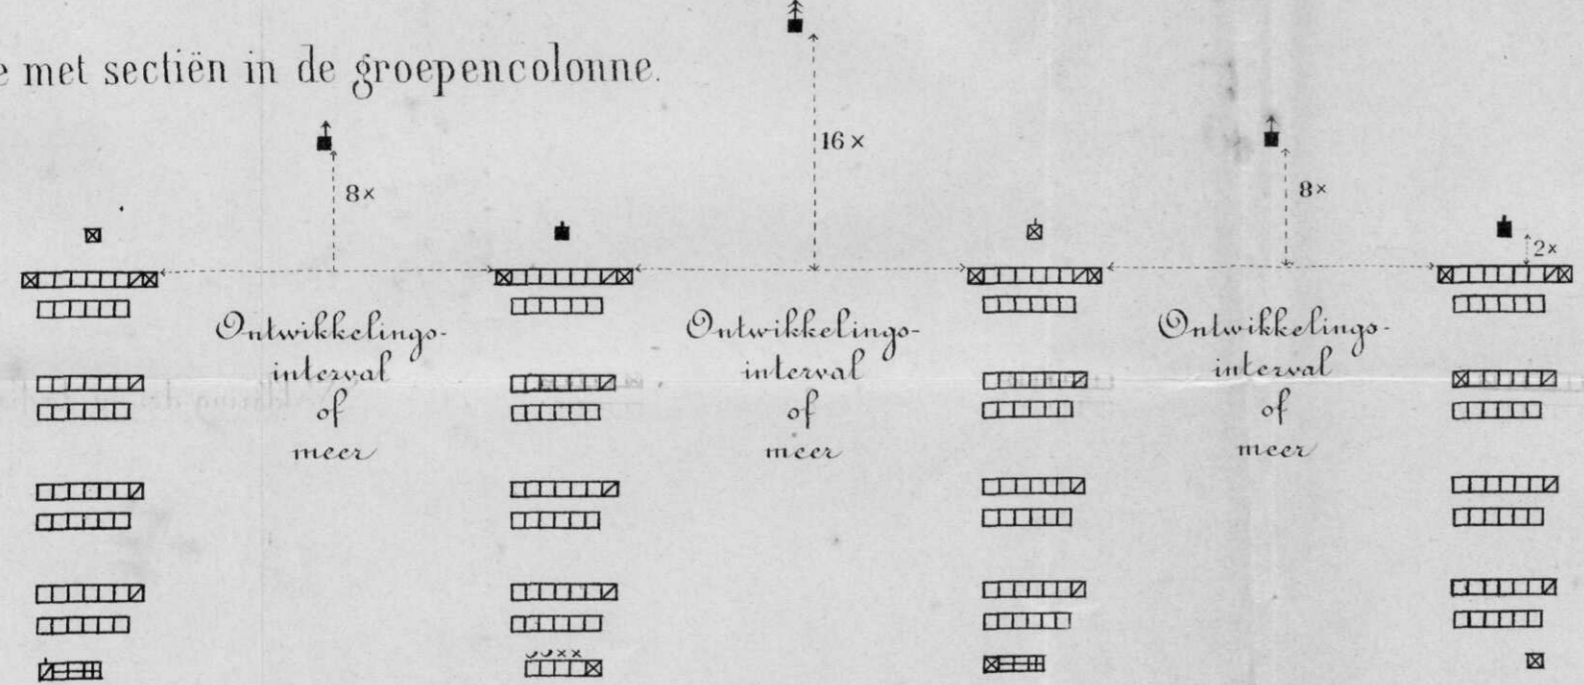 e met sectiën in de groepencolonne.
16 ×
8×
8×
2×
Ontwikkelings-
interval
of
meer
Ontwikkelings-
interval
of
meer
Ontwikkelings-
interval
of
meer